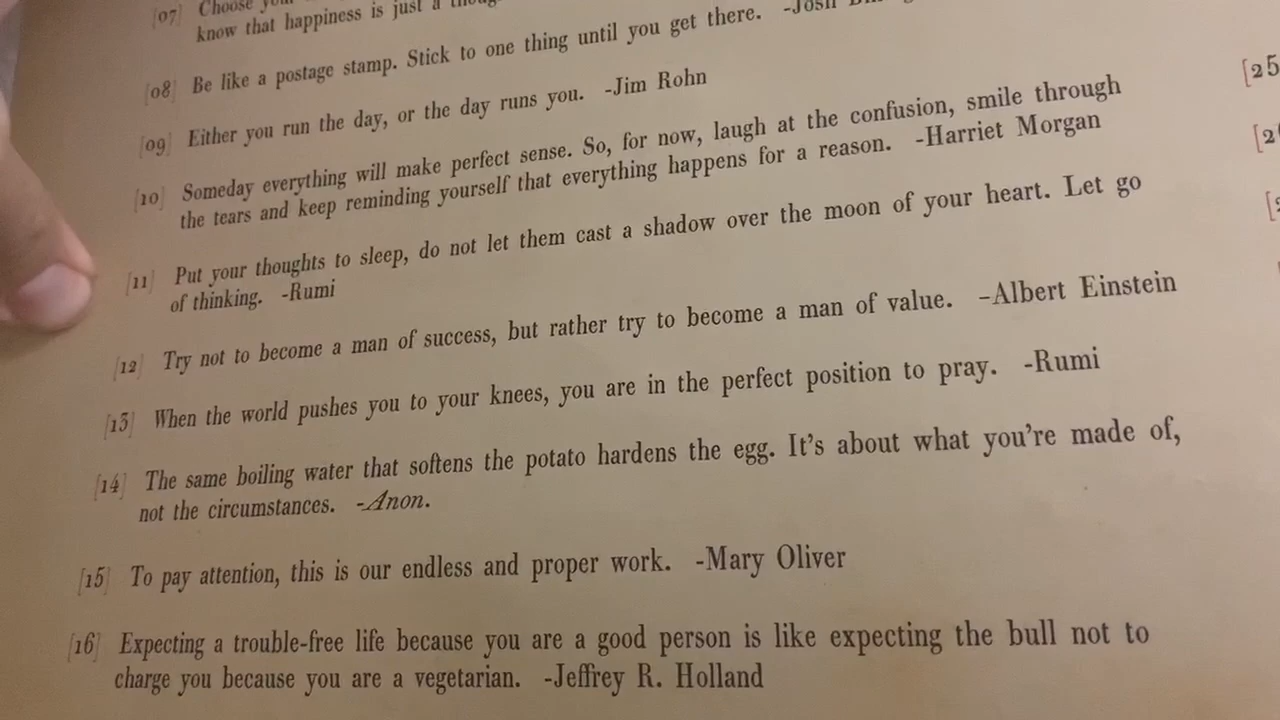 [07] Choose
know that happiness is just a
[08] Be like a postage stamp. Stick to one thing until you get there. -Josh
[09] Either you run the day, or the day runs you. -Jim Rohn
[10] Someday everything will make perfect sense. So, for now, laugh at the confusion, smile through
the tears and keep reminding yourself that everything happens for a reason. -Harriet Morgan
[11] Put your thoughts to sleep, do not let them cast a shadow over the moon of your heart. Let go
of thinking. -Rumi
[12] Try not to become a man of success, but rather try to become a man of value. -Albert Einstein
[13] When the world pushes you to your knees, you are in the perfect position to pray. -Rumi
[14] The same boiling water that softens the potato hardens the egg. It's about what you're made of,
not the circumstances. -Anon.
[15] To pay attention, this is our endless and proper work. -Mary Oliver
[16] Expecting a trouble-free life because you are a good person is like expecting the bull not to
charge you because you are a vegetarian. -Jeffrey R. Holland
[25